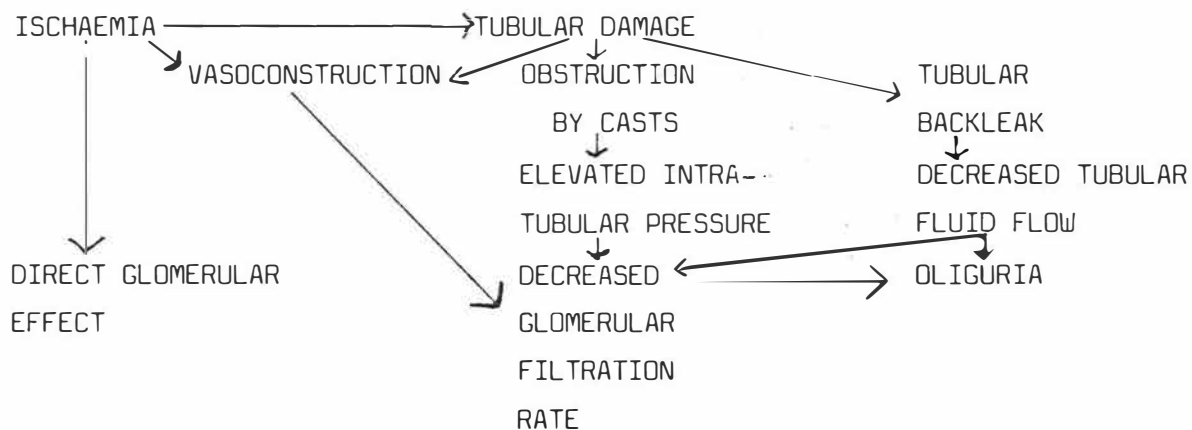 ISCHAEMIA
TUBULAR DAMAGE
VASOCONSTRUCTION
OBSTRUCTION
BY CASTS
TUBULAR
BACKLEAK
ELEVATED INTRA-
TUBULAR PRESSURE
DECREASED TUBULAR
FLUID FLOW
DIRECT GLOMERULAR
EFFECT
DECREASED
GLOMERULAR
FILTRATION
RATE
OLIGURIA